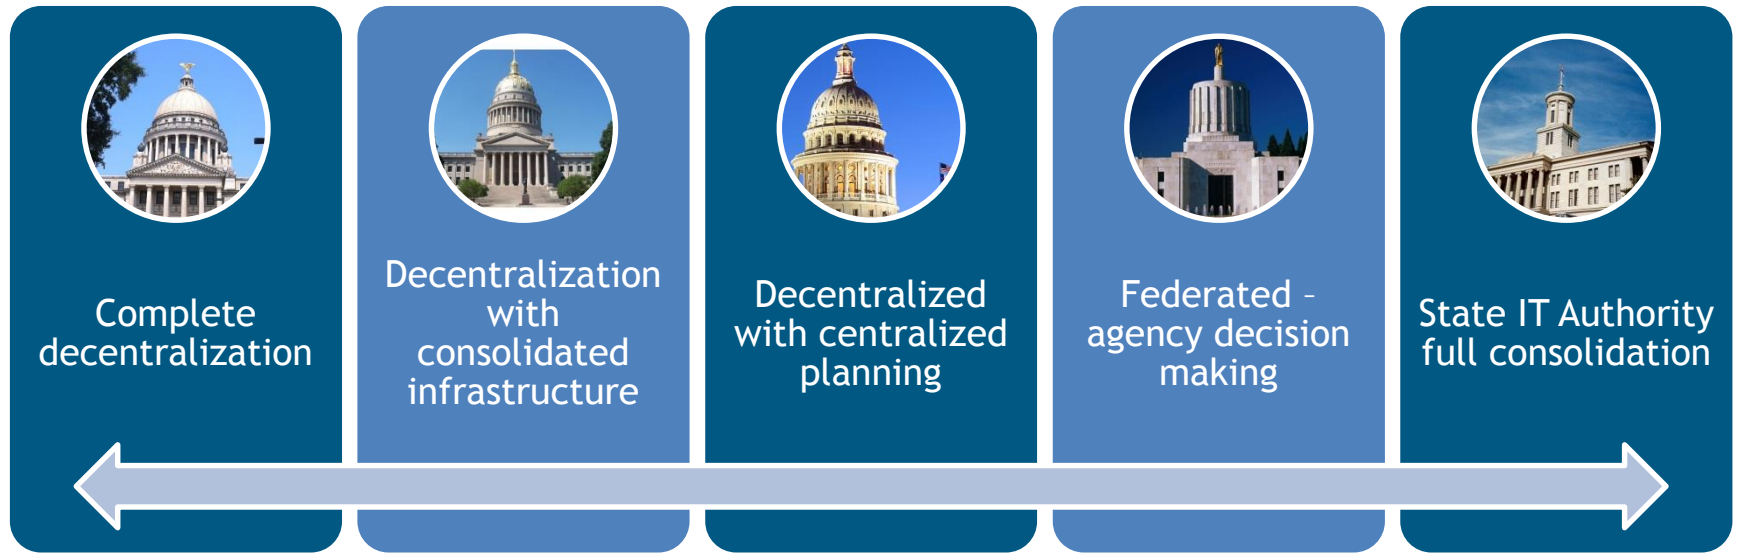 Complete
decentralization
Decentralization
with
consolidated
infrastructure
Decentralized
with centralized
planning
Federated –
agency decision
making
State IT Authority
full consolidation